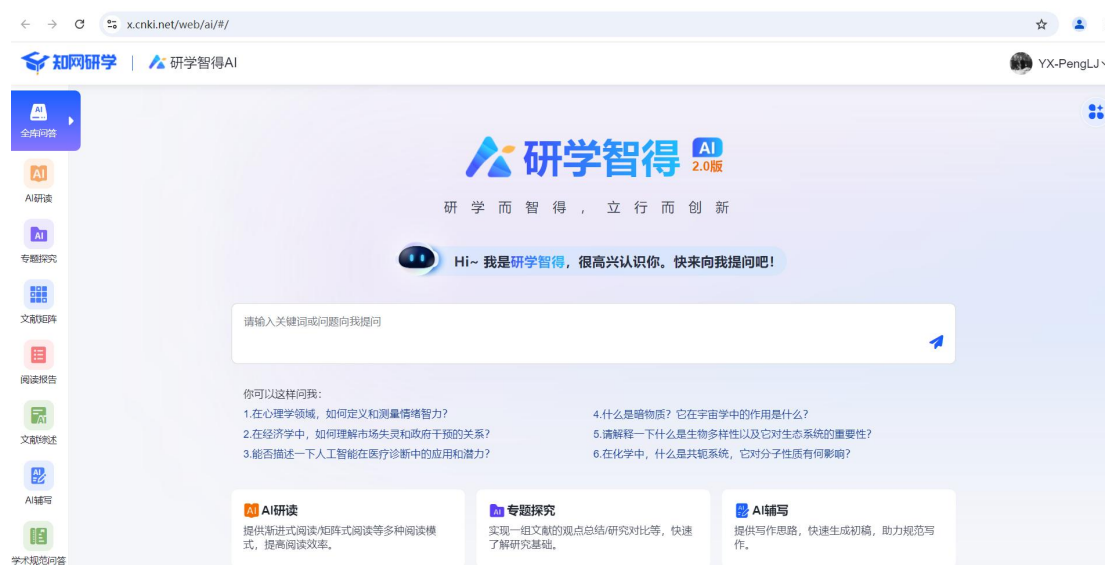 x.cnki.net/web/ai/#/
知网研学 | 研学智得AI
YX-PengLJ
AI
全库问答
AI
AI研读
AI
专题探究
文献矩阵
阅读报告
AI
文献综述
AI
AI辅写
学术规范问答
研学智得 AI 2.0版
研学而智得，立行而创新
Hi~ 我是研学智得，很高兴认识你。快来向我提问吧！
请输入关键词或问题向我提问
你可以这样问我：
1.在心理学领域，如何定义和测量情绪智力？
2.在经济学中，如何理解市场失灵和政府干预的关系？
3.能否描述一下人工智能在医疗诊断中的应用和潜力？
4.什么是暗物质？它在宇宙学中的作用是什么？
5.请解释一下什么是生物多样性以及它对生态系统的重要性？
6.在化学中，什么是共轭系统，它对分子性质有何影响？
AI AI研读
提供渐进式阅读/矩阵式阅读等多种阅读模
式，提高阅读效率。
AI 专题探究
实现一组文献的观点总结/研究对比等，快速
了解研究基础。
AI AI辅写
提供写作思路，快速生成初稿，助力规范写
作。